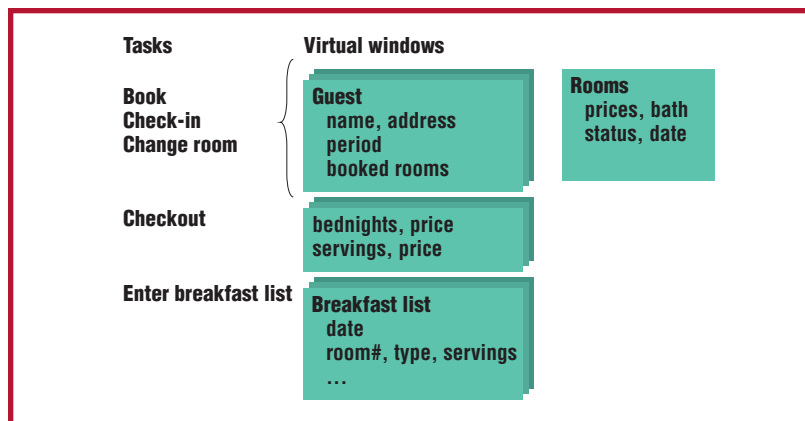 Tasks
Virtual windows
Book
Check-in
Change room
Guest
name, address
period
booked rooms
Rooms
prices, bath
status, date
Checkout
bednights, price
servings, price
Enter breakfast list
Breakfast list
date
room#, type, servings
...